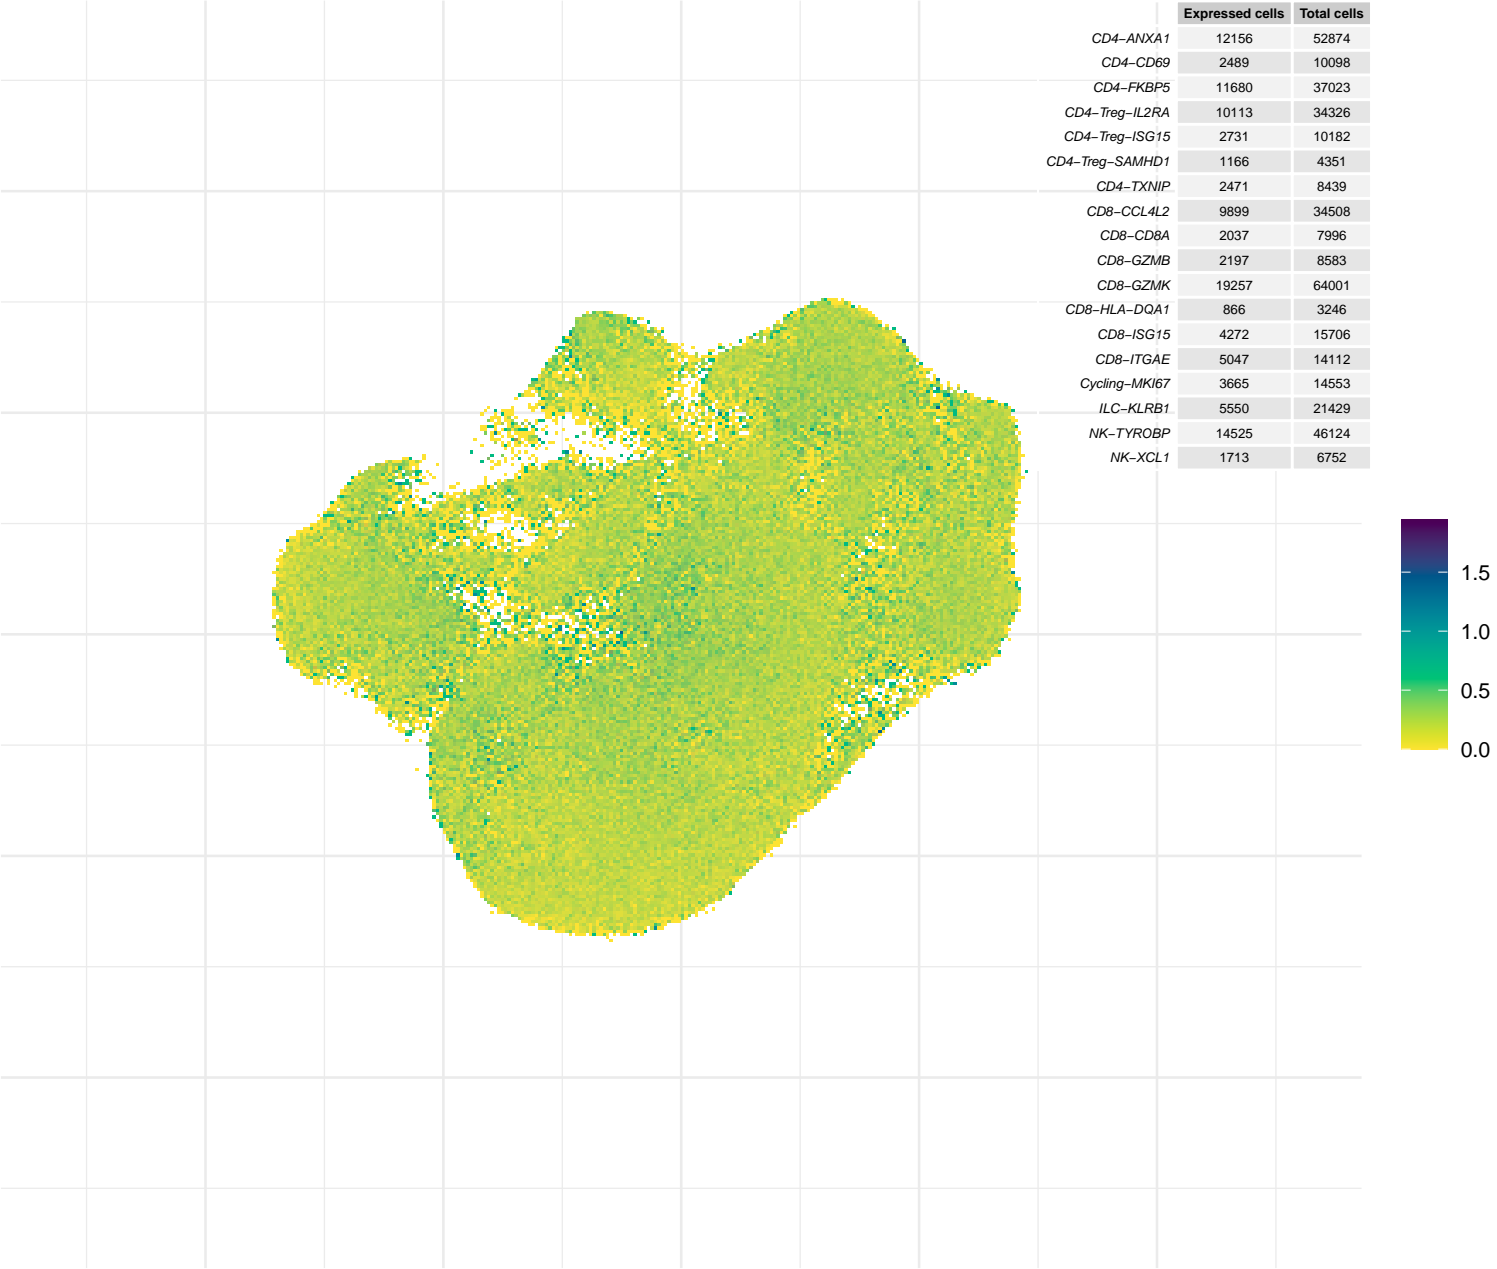 Expressed cells Total cells
CD4−ANXA1 12156 52874
CD4−CD69 2489 10098
CD4−FKBP5 11680 37023
CD4−Treg−IL2RA 10113 34326
CD4−Treg−ISG15 2731 10182
CD4−Treg−SAMHD1 1166 4351
CD4−TXNIP 2471 8439
CD8−CCL4L2 9899 34508
CD8−CD8A 2037 7996
CD8−GZMB 2197 8583
CD8−GZMK 19257 64001
CD8−HLA−DQA1 866 3246
CD8−ISG15 4272 15706
CD8−ITGAE 5047 14112
Cycling−MKI67 3665 14553
ILC−KLRB1 5550 21429
NK−TYROBP 14525 46124
NK−XCL1 1713 6752
1.5
1.0
0.5
0.0